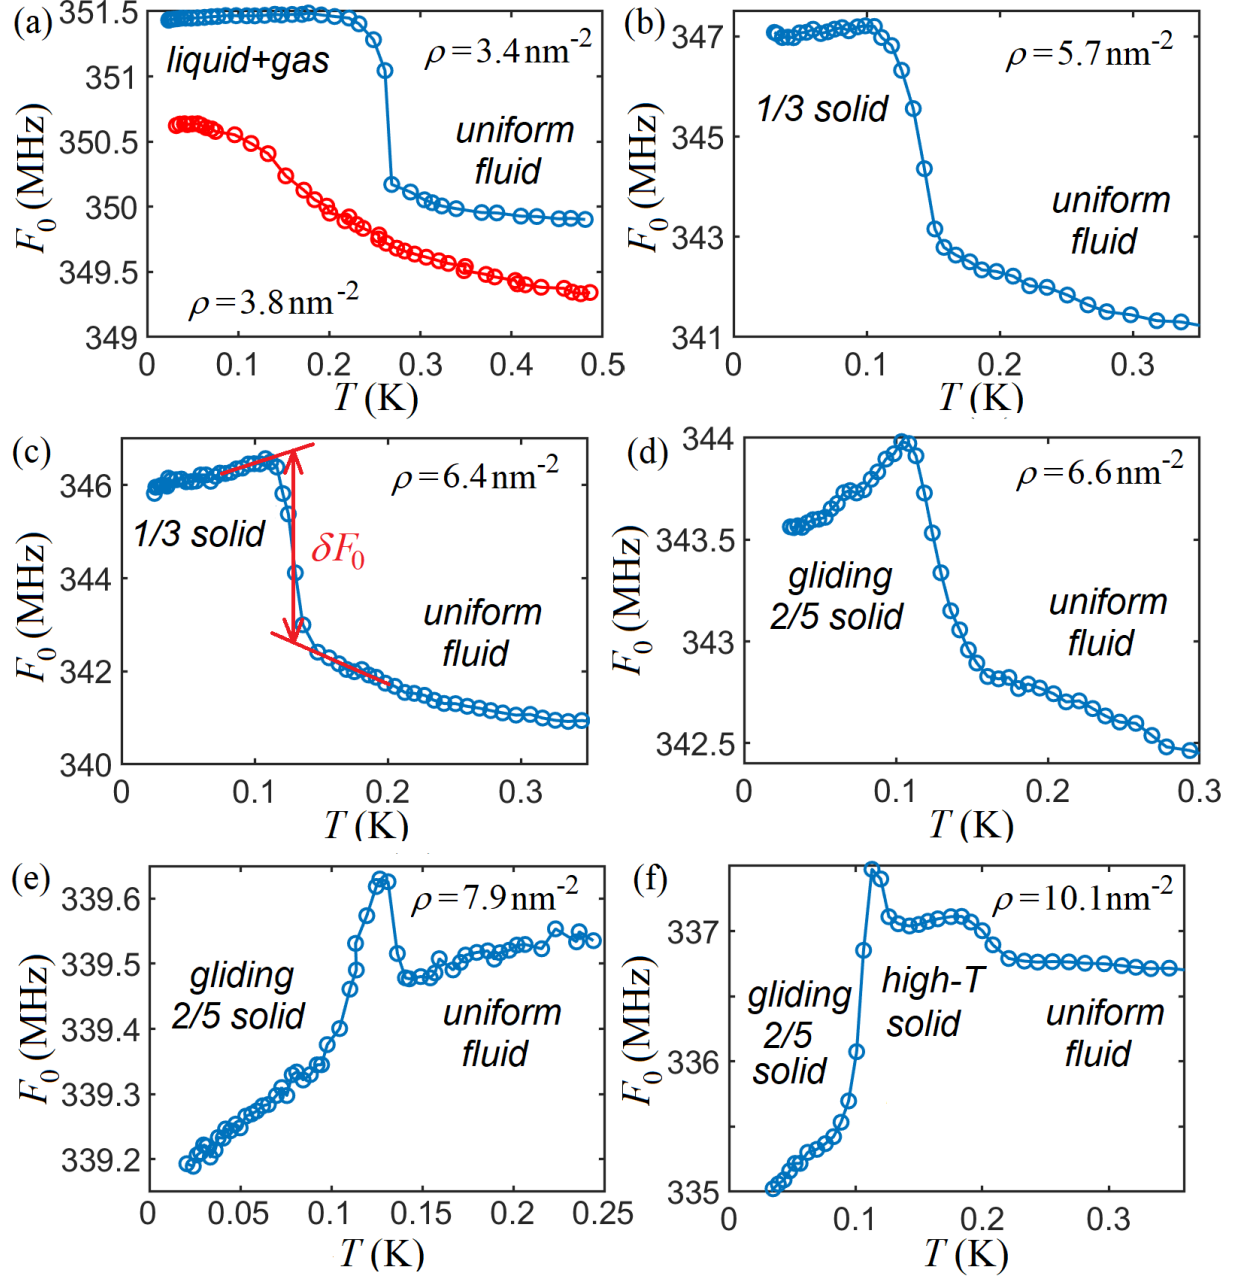 (a)
351.5
351
350.5
350
349.5
349
F0 (MHz)
liquid+gas
ρ=3.4nm-2
uniform
fluid
ρ=3.8nm-2
0 0.1 0.2 0.3 0.4 0.5
T (K)
(b)
347
345
343
341
F0 (MHz)
ρ=5.7nm-2
1/3 solid
uniform
fluid
0 0.1 0.2 0.3
T (K)
(c)
346
344
342
340
F0 (MHz)
ρ=6.4nm-2
1/3 solid
δF0
uniform
fluid
0 0.1 0.2 0.3
T (K)
(d)
344
343.5
343
342.5
F0 (MHz)
ρ=6.6nm-2
gliding
2/5 solid
uniform
fluid
0 0.1 0.2 0.3
T (K)
(e)
339.6
339.5
339.4
339.3
339.2
F0 (MHz)
ρ=7.9nm-2
gliding
2/5 solid
uniform
fluid
0 0.05 0.1 0.15 0.2 0.25
T (K)
(f)
337
336
335
F0 (MHz)
ρ=10.1nm-2
gliding
2/5
solid
high-T
solid
uniform
fluid
0 0.1 0.2 0.3
T (K)